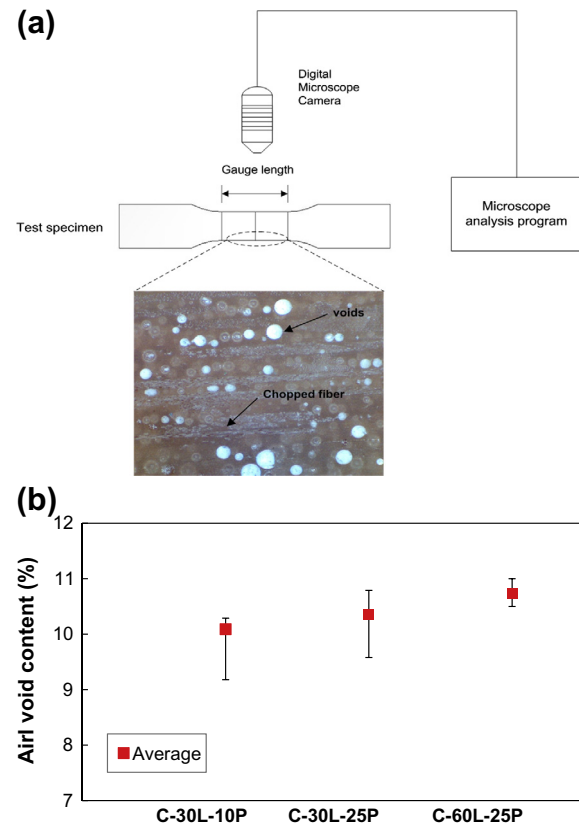 (a)
Digital
Microscope
Camera
Gauge length
Test specimen
Microscope
analysis program
voids
Chopped fiber
(b)
Airl void content (%)
12
11
10
9
8
7
Average
C-30L-10P
C-30L-25P
C-60L-25P